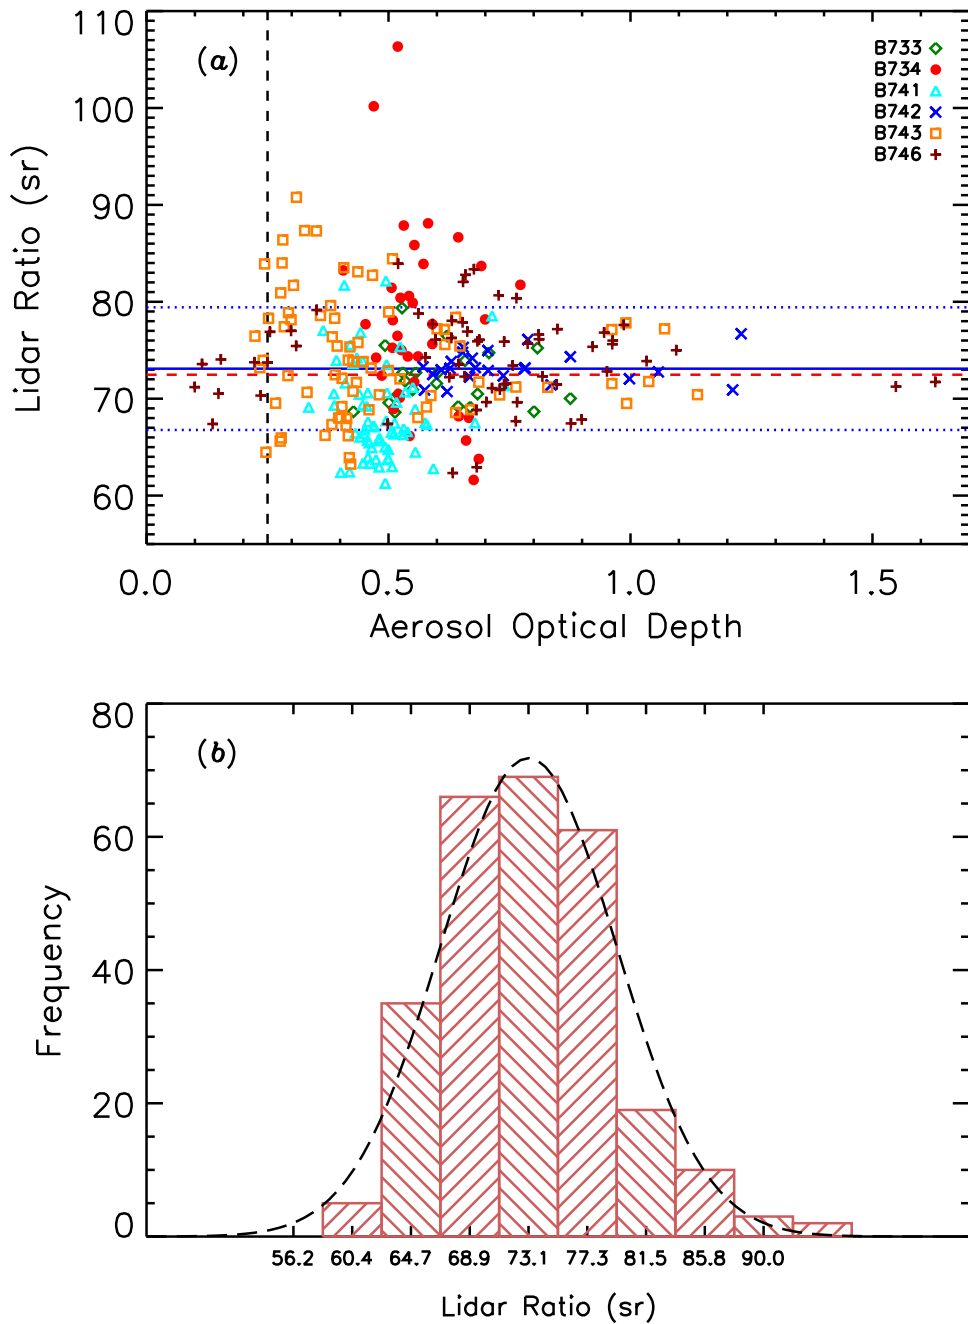 110
100
90
80
70
60
Lidar Ratio (sr)
(a)
B733
B734
B741
B742
B743
B746
0.0 0.5 1.0 1.5
Aerosol Optical Depth
80
60
40
20
0
Frequency
(b)
56.2 60.4 64.7 68.9 73.1 77.3 81.5 85.8 90.0
Lidar Ratio (sr)